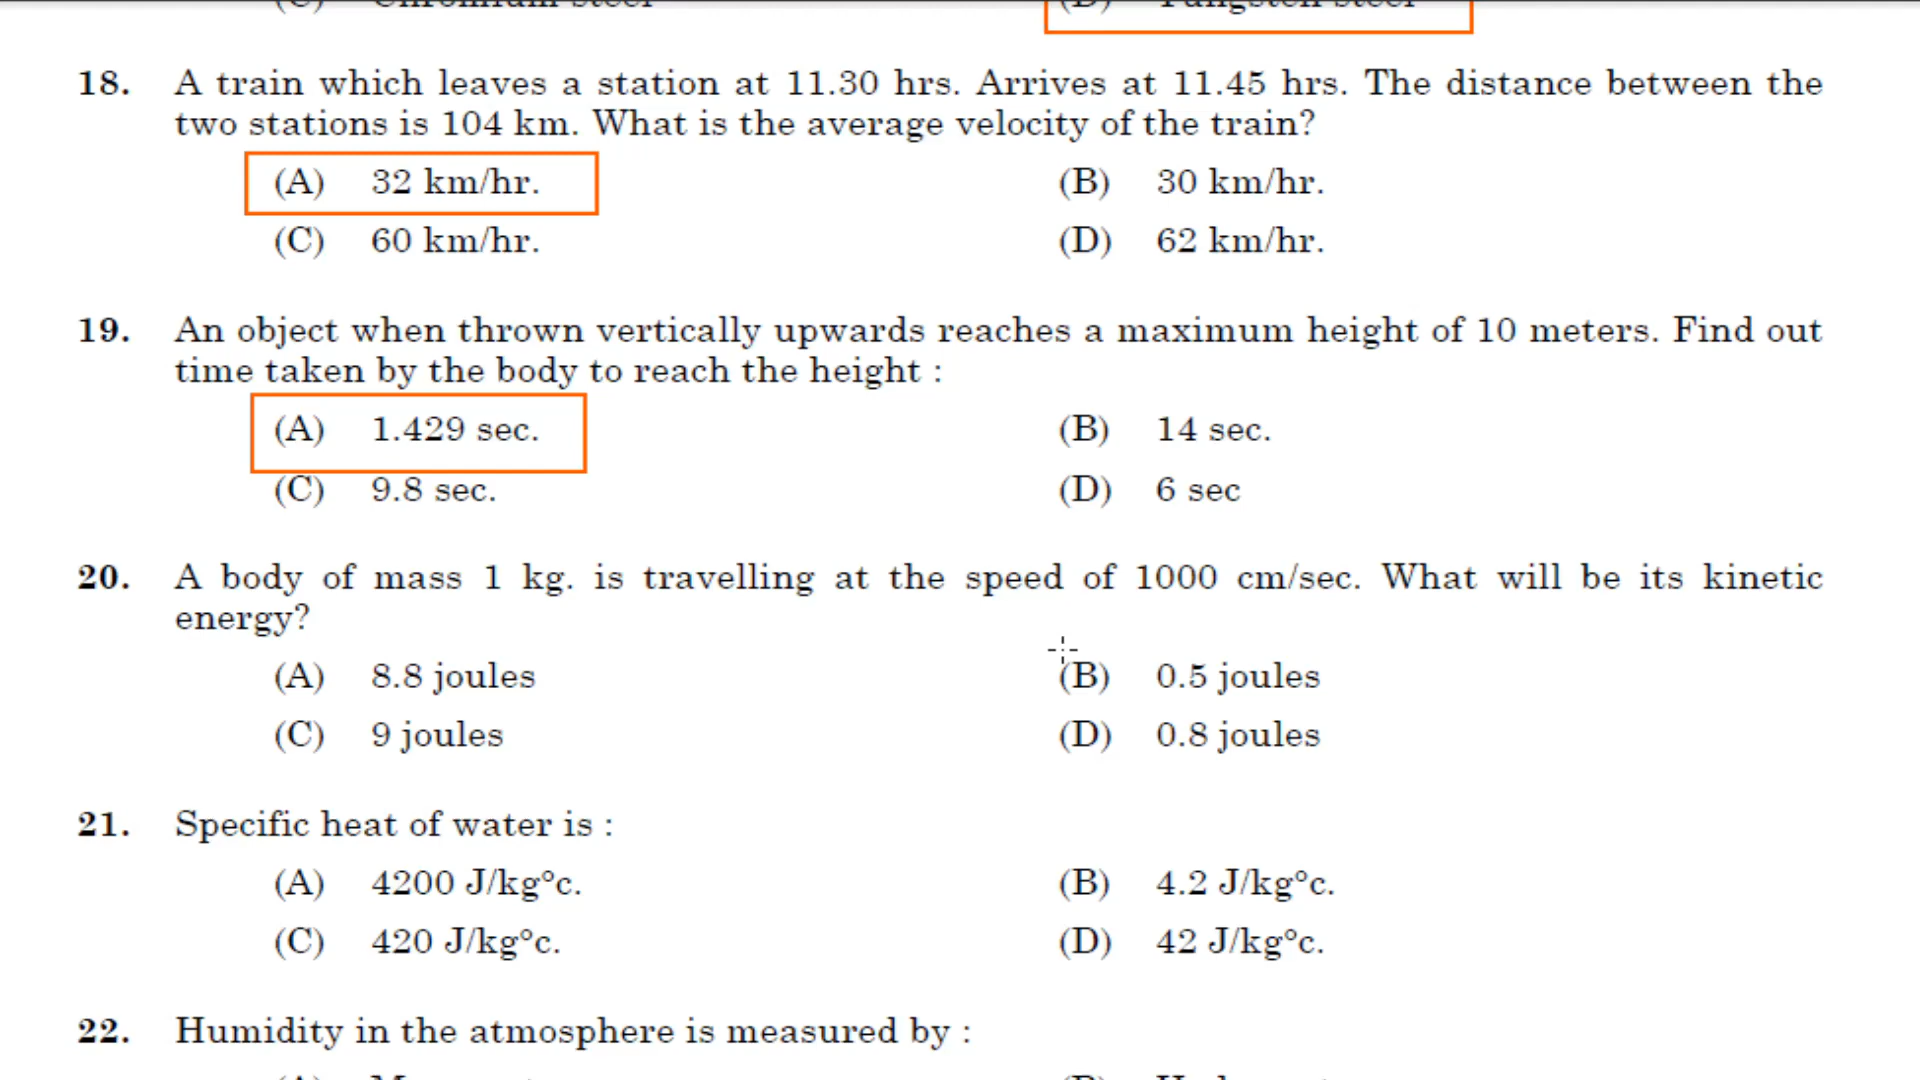 18. A train which leaves a station at 11.30 hrs. Arrives at 11.45 hrs. The distance between the
two stations is 104 km. What is the average velocity of the train?
(A) 32 km/hr. (B) 30 km/hr.
(C) 60 km/hr. (D) 62 km/hr.
19. An object when thrown vertically upwards reaches a maximum height of 10 meters. Find out
time taken by the body to reach the height :
(A) 1.429 sec. (B) 14 sec.
(C) 9.8 sec. (D) 6 sec
20. A body of mass 1 kg. is travelling at the speed of 1000 cm/sec. What will be its kinetic
energy?
(A) 8.8 joules (B) 0.5 joules
(C) 9 joules (D) 0.8 joules
21. Specific heat of water is :
(A) 4200 J/kg°c. (B) 4.2 J/kg°c.
(C) 420 J/kg°c. (D) 42 J/kg°c.
22. Humidity in the atmosphere is measured by :